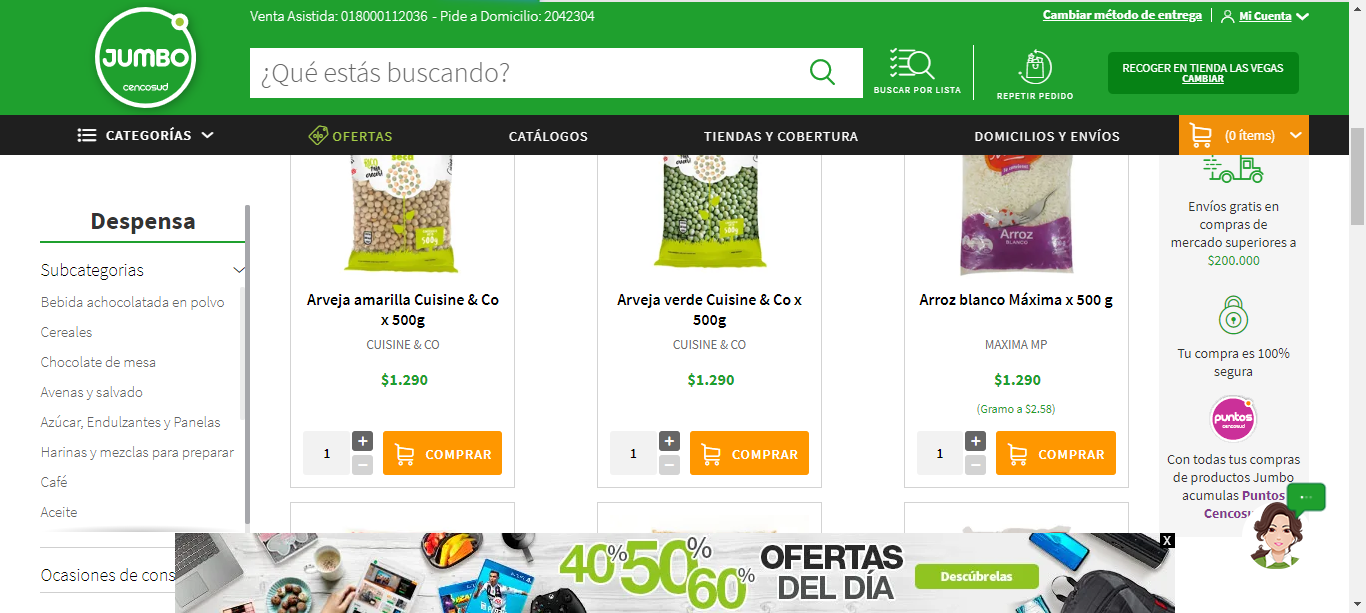 JUMBO
cencosud
Venta Asistida: 018000112036 - Pide a Domicilio: 2042304
Cambiar método de entrega
Mi Cuenta
¿Qué estás buscando?
BUSCAR POR LISTA
REPETIR PEDIDO
RECOGER EN TIENDA LAS VEGAS
CAMBIAR
CATEGORÍAS
OFERTAS
CATÁLOGOS
TIENDAS Y COBERTURA
DOMICILIOS Y ENVÍOS
(0 ítems)
Despensa
Subcategorias
Bebida achocolatada en polvo
Cereales
Chocolate de mesa
Avenas y salvado
Azúcar, Endulzantes y Panelas
Harinas y mezclas para preparar
Café
Aceite
Ocasiones de cons
seca
500g
Arveja amarilla Cuisine & Co
x 500g
CUISINE & CO
$1.290
1
+
−
COMPRAR
500g
Arveja verde Cuisine & Co x
500g
CUISINE & CO
$1.290
1
+
−
COMPRAR
Arroz
BLANCO
Arroz blanco Máxima x 500 g
MAXIMA MP
$1.290
(Gramo a $2.58)
1
+
−
COMPRAR
Envíos gratis en
compras de
mercado superiores a
$200.000
Tu compra es 100%
segura
puntos
cencosud
Con todas tus compras
de productos Jumbo
acumulas Puntos
Cencosu
40% 50% 60%
OFERTAS
DEL DÍA
Descúbrelas
X